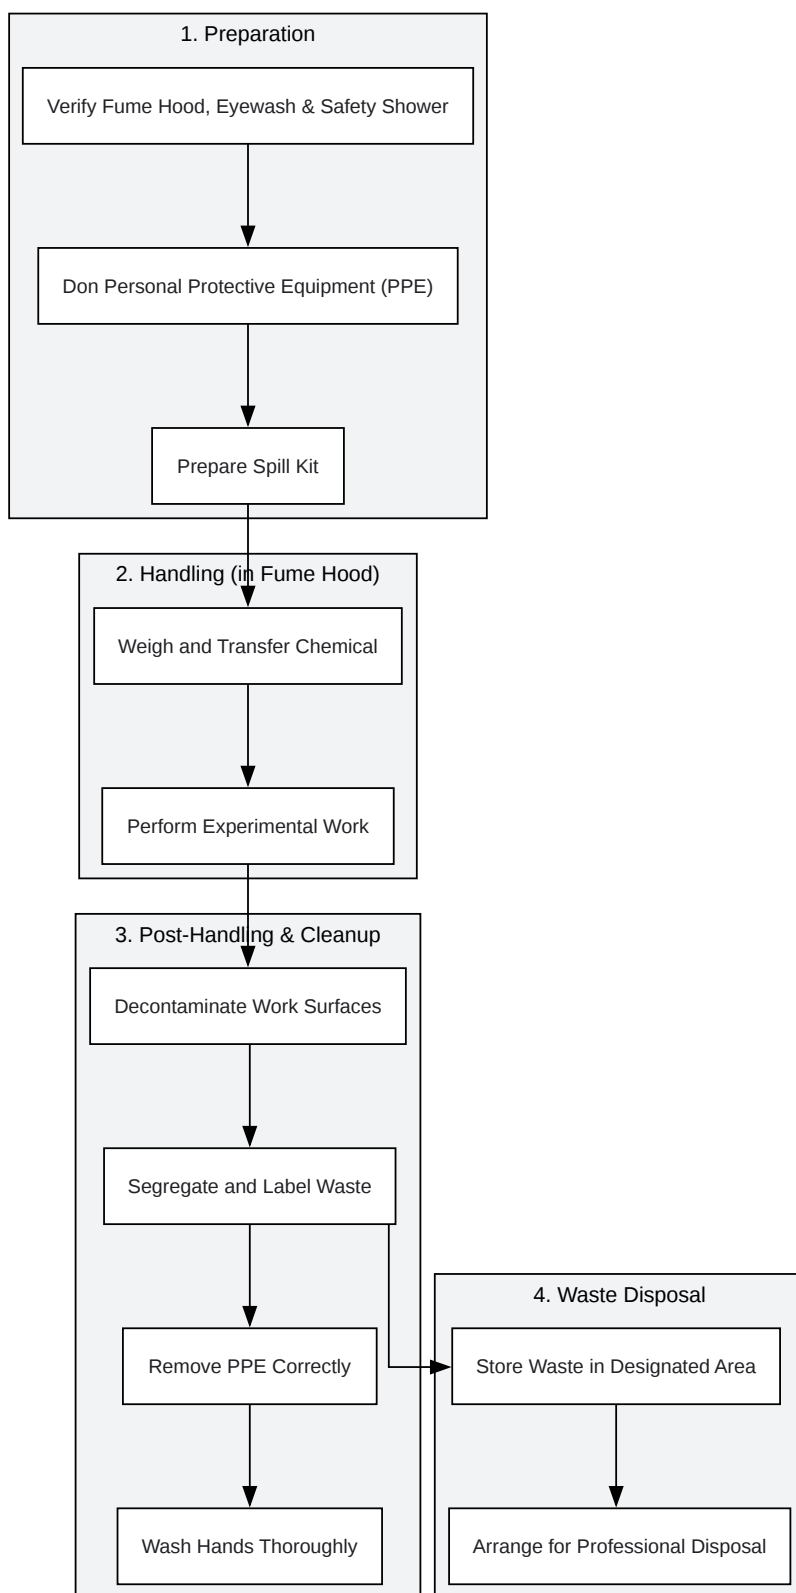 1. Preparation
Verify Fume Hood, Eyewash & Safety Shower
Don Personal Protective Equipment (PPE)
Prepare Spill Kit
2. Handling (in Fume Hood)
Weigh and Transfer Chemical
Perform Experimental Work
3. Post-Handling & Cleanup
Decontaminate Work Surfaces
Segregate and Label Waste
Remove PPE Correctly
Wash Hands Thoroughly
4. Waste Disposal
Store Waste in Designated Area
Arrange for Professional Disposal